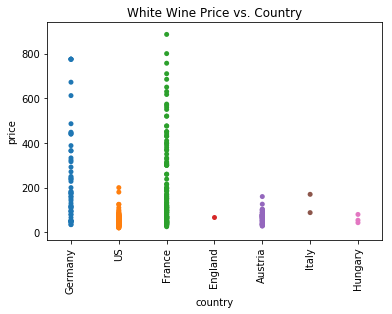 White Wine Price vs. Country
price
800
600
400
200
0
Germany
US
France
England
Austria
Italy
Hungary
country